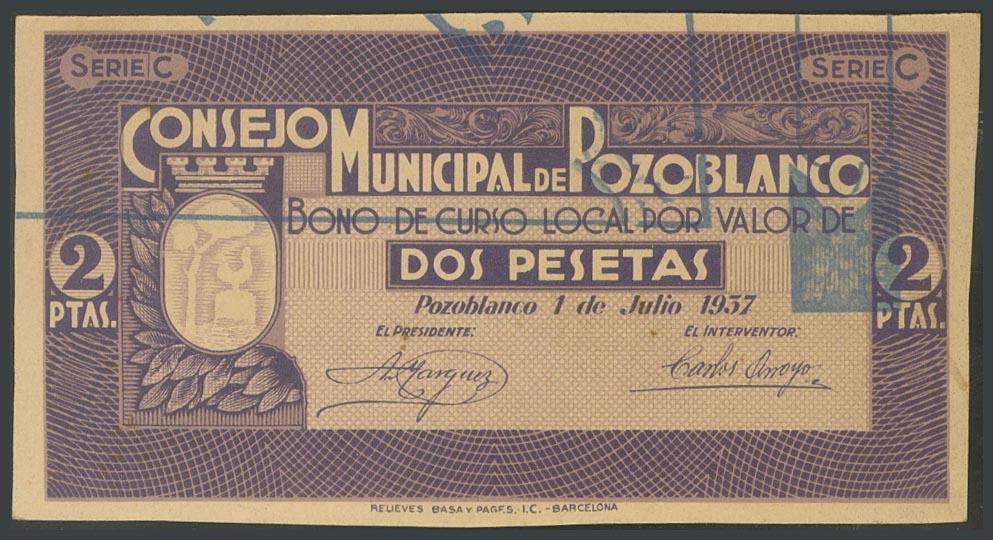 SERIE C
SERIE C
CONSEJO MUNICIPAL DE POZOBLANCO
BONO DE CURSO LOCAL POR VALOR DE
DOS PESETAS
2 PTAS.
2 PTAS.
Pozoblanco 1 de Julio 1937
EL PRESIDENTE:
EL INTERVENTOR:
A. Marquez
Carlos Arroyo
RELIEVES BASA Y PAGES, I.C. - BARCELONA